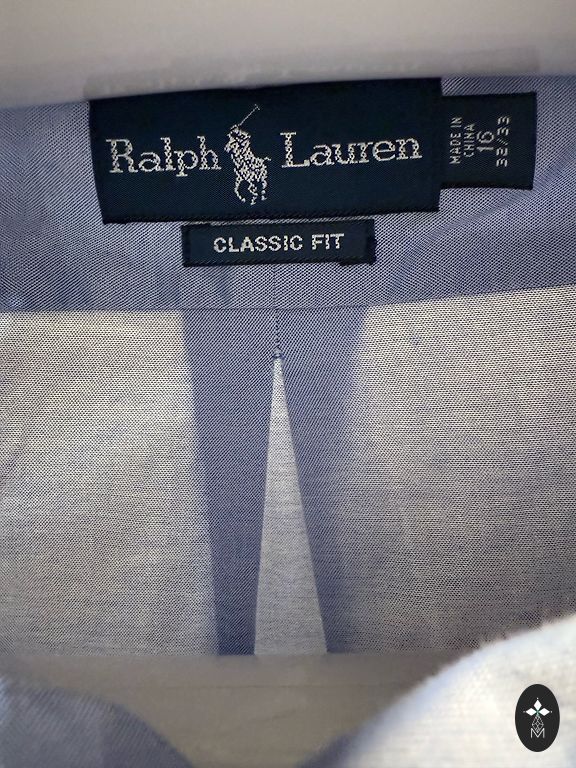 Ralph Lauren
MADE IN
CHINA
16
32/33
CLASSIC FIT